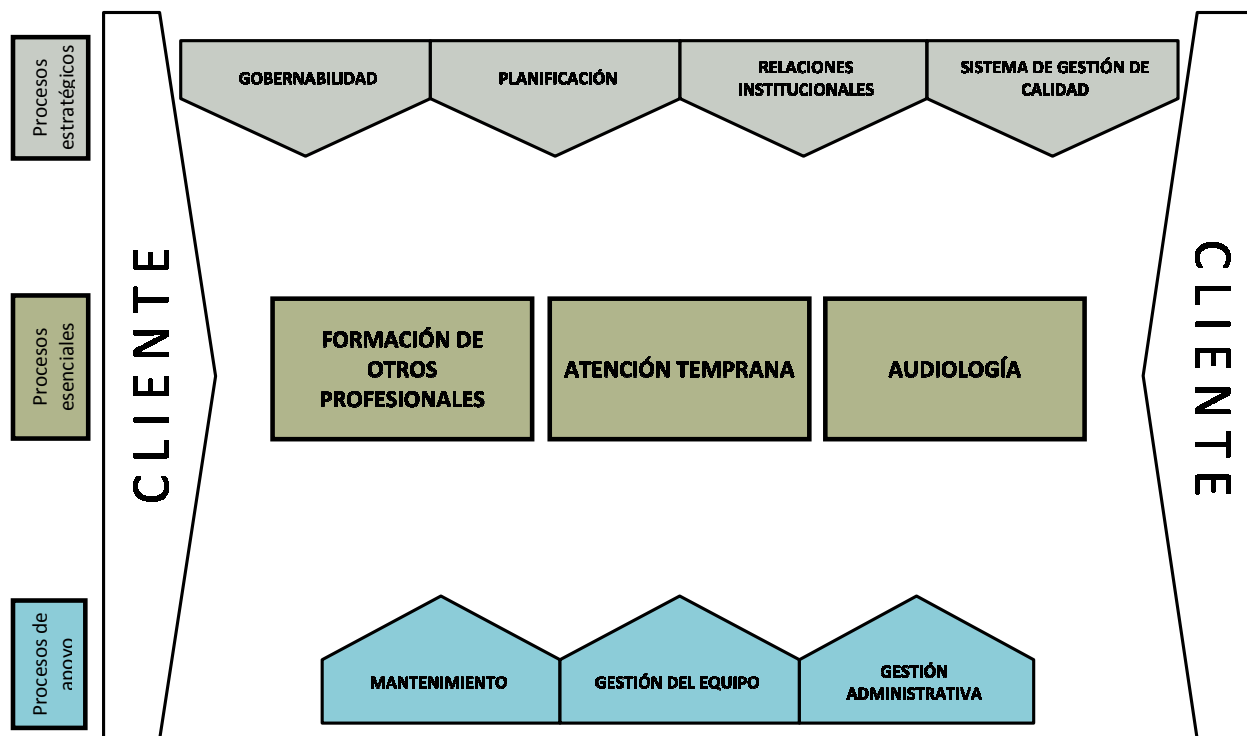 Procesos
estratégicos
GOBERNABILIDAD
PLANIFICACIÓN
RELACIONES
INSTITUCIONALES
SISTEMA DE GESTIÓN DE
CALIDAD
CLIENTE
CLIENTE
Procesos
esenciales
FORMACIÓN DE
OTROS
PROFESIONALES
ATENCIÓN TEMPRANA
AUDIOLOGÍA
Procesos de
apoyo
MANTENIMIENTO
GESTIÓN DEL EQUIPO
GESTIÓN
ADMINISTRATIVA